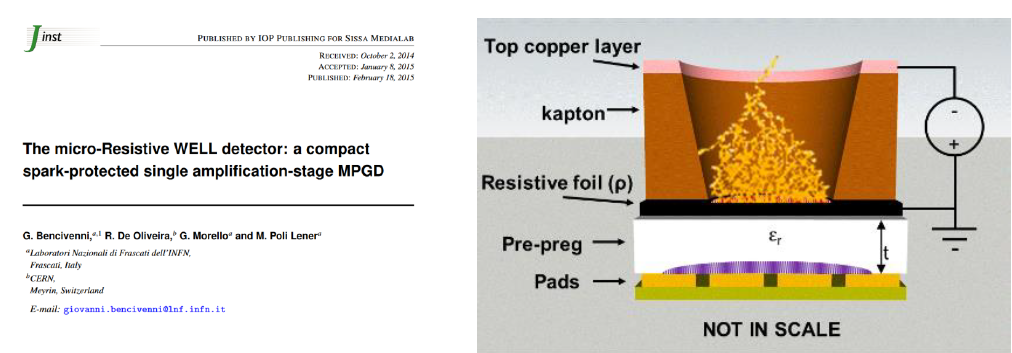 Jinst
PUBLISHED BY IOP PUBLISHING FOR SISSA MEDIALAB
RECEIVED: October 2, 2014
ACCEPTED: January 8, 2015
PUBLISHED: February 18, 2015
The micro-Resistive WELL detector: a compact
spark-protected single amplification-stage MPGD
G. Bencivenni,a,1 R. De Oliveira,b G. Morelloa and M. Poli Lenera
aLaboratori Nazionali di Frascati dell'INFN,
Frascati, Italy
bCERN,
Meyrin, Switzerland
E-mail: giovanni.bencivenni@lnf.infn.it
Top copper layer
kapton
-
+
Resistive foil (ρ)
Pre-preg
εr
t
Pads
NOT IN SCALE